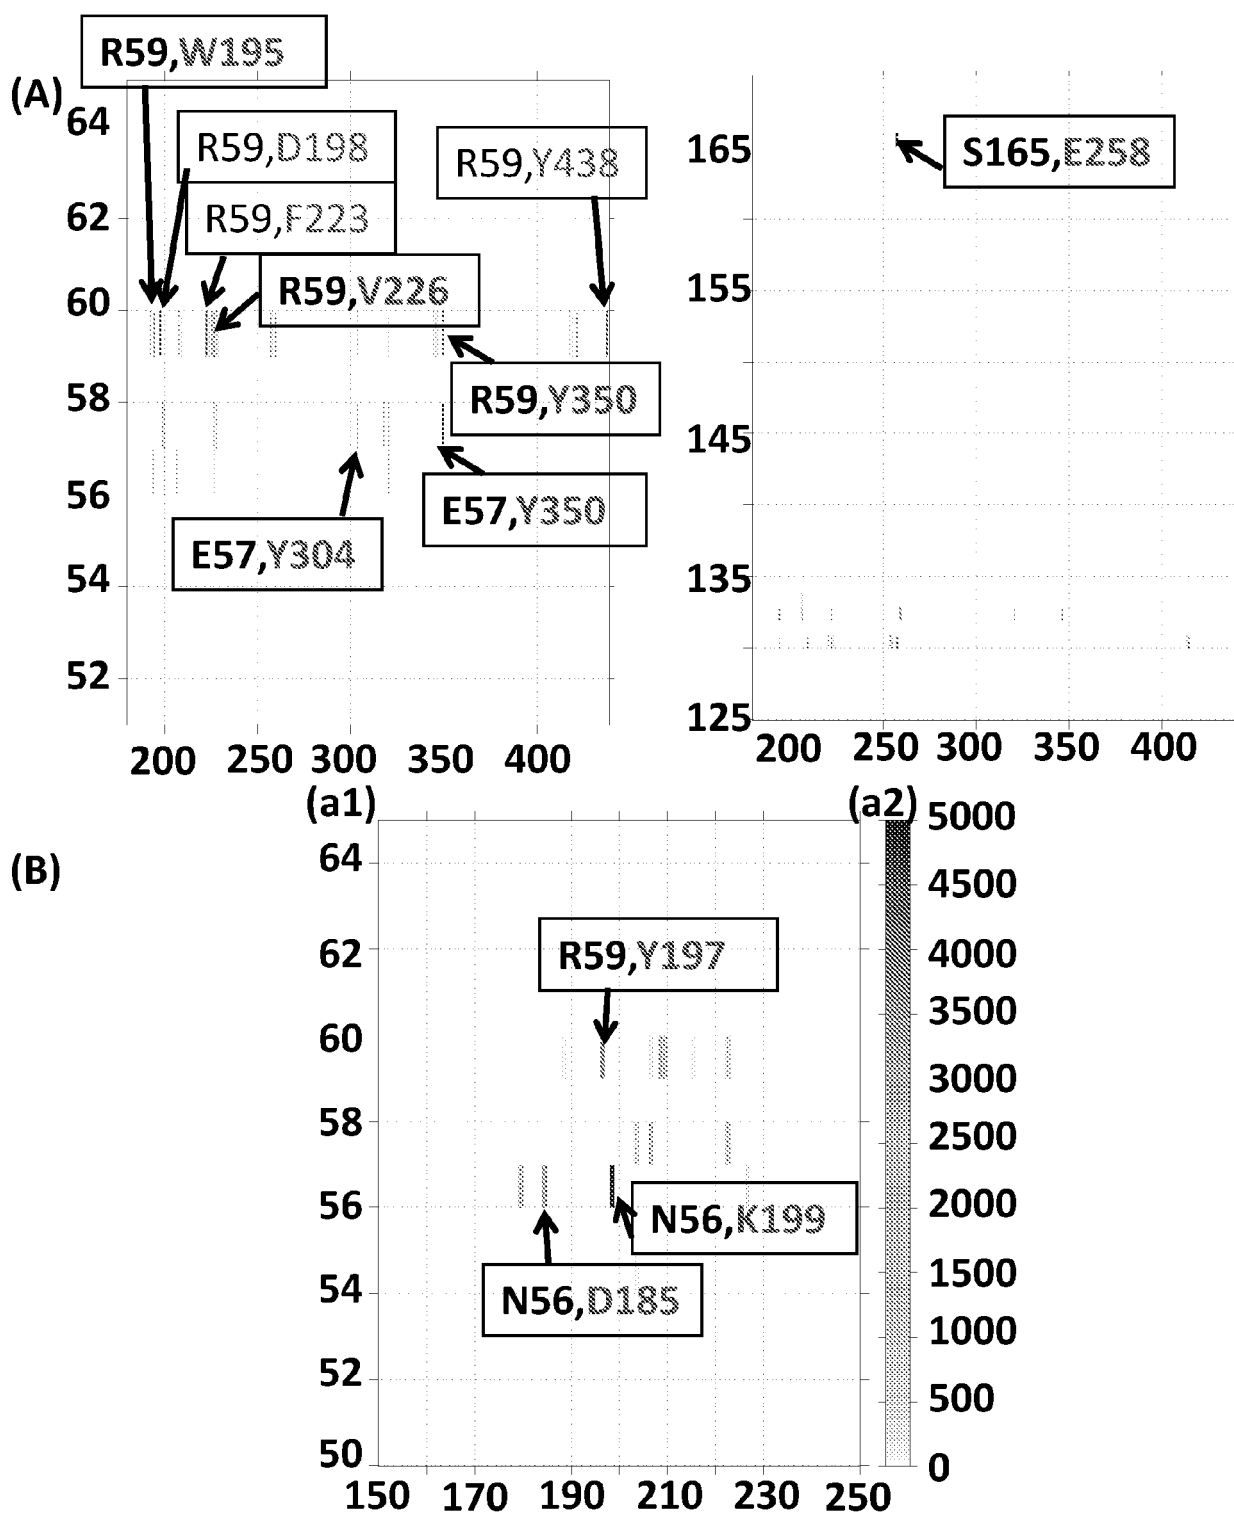 R59,W195
(A)
64
R59,D198
R59,Y438
165
S165,E258
62
R59,F223
R59,V226
60
155
58
R59,Y350
145
56
E57,Y350
E57,Y304
54
135
52
125
200 250 300 350 400
200 250 300 350 400
(a1)
(a2)
(B)
64
5000
4500
62
R59,Y197
4000
3500
60
3000
58
2500
56
N56,K199
2000
54
N56,D185
1500
1000
52
500
50
0
150 170 190 210 230 250